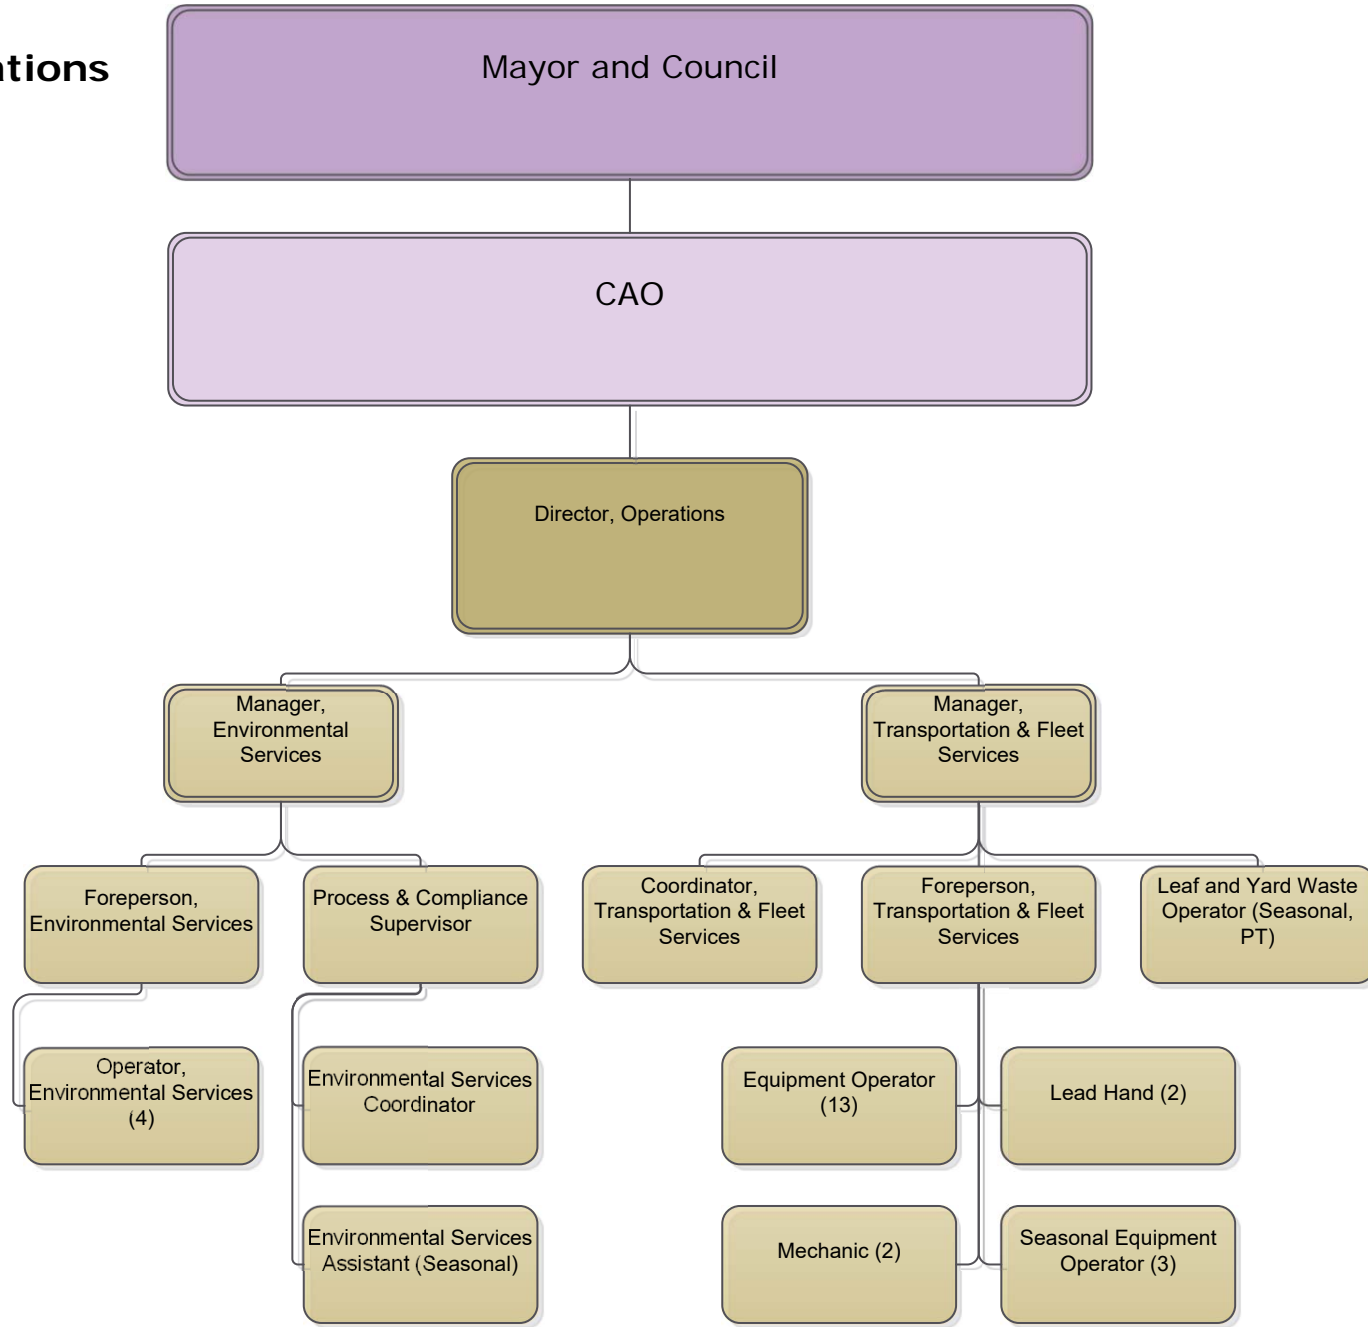 Mayor and Council
CAO
Director, Operations
Manager,
Environmental
Services
Manager,
Transportation & Fleet
Services
Foreperson,
Environmental Services
Process & Compliance
Supervisor
Coordinator,
Transportation & Fleet
Services
Foreperson,
Transportation & Fleet
Services
Leaf and Yard Waste
Operator (Seasonal,
PT)
Operator,
Environmental Services
(4)
Environmental Services
Coordinator
Equipment Operator
(13)
Lead Hand (2)
Environmental Services
Assistant (Seasonal)
Mechanic (2)
Seasonal Equipment
Operator (3)